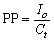 PP = I_o / C_t